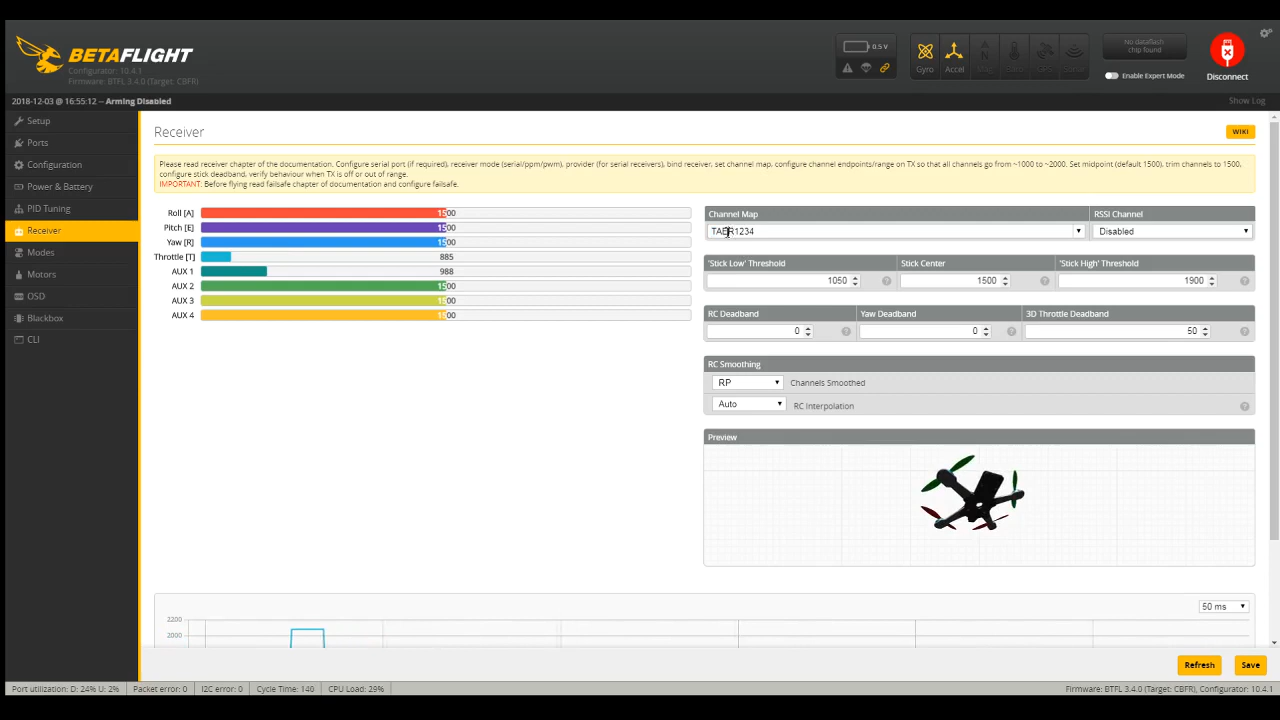 BETAFLIGHT
Configurator: 10.4.1
Firmware: BTFL 3.4.0 (Target: CBFR)
0.5 V
Gyro
Accel
No dataflash
chip found
Enable Expert Mode
Disconnect
2018-12-03 @ 16:55:12 -- Arming Disabled
Show Log
Setup
Ports
Configuration
Power & Battery
PID Tuning
Receiver
Modes
Motors
OSD
Blackbox
CLI
Receiver
WIKI
Please read receiver chapter of the documentation. Configure serial port (if required), receiver mode (serial/ppm/pwm), provider (for serial receivers), bind receiver, set channel map, configure channel endpoints/range on TX so that all channels go from ~1000 to ~2000. Set midpoint (default 1500), trim channels to 1500,
configure stick deadband, verify behaviour when TX is off or out of range.
IMPORTANT: Before flying read failsafe chapter of documentation and configure failsafe.
Roll [A] 1500
Pitch [E] 1500
Yaw [R] 1500
Throttle [T] 885
AUX 1 988
AUX 2 1500
AUX 3 1500
AUX 4 1500
Channel Map
RSSI Channel
TAER1234
Disabled
'Stick Low' Threshold
Stick Center
'Stick High' Threshold
1050
1500
1900
RC Deadband
Yaw Deadband
3D Throttle Deadband
0
0
50
RC Smoothing
RP
Channels Smoothed
Auto
RC Interpolation
Preview
50 ms
2200
2000
Refresh
Save
Port utilization: D: 24% U: 2%
Packet error: 0
I2C error: 0
Cycle Time: 140
CPU Load: 29%
Firmware: BTFL 3.4.0 (Target: CBFR), Configurator: 10.4.1